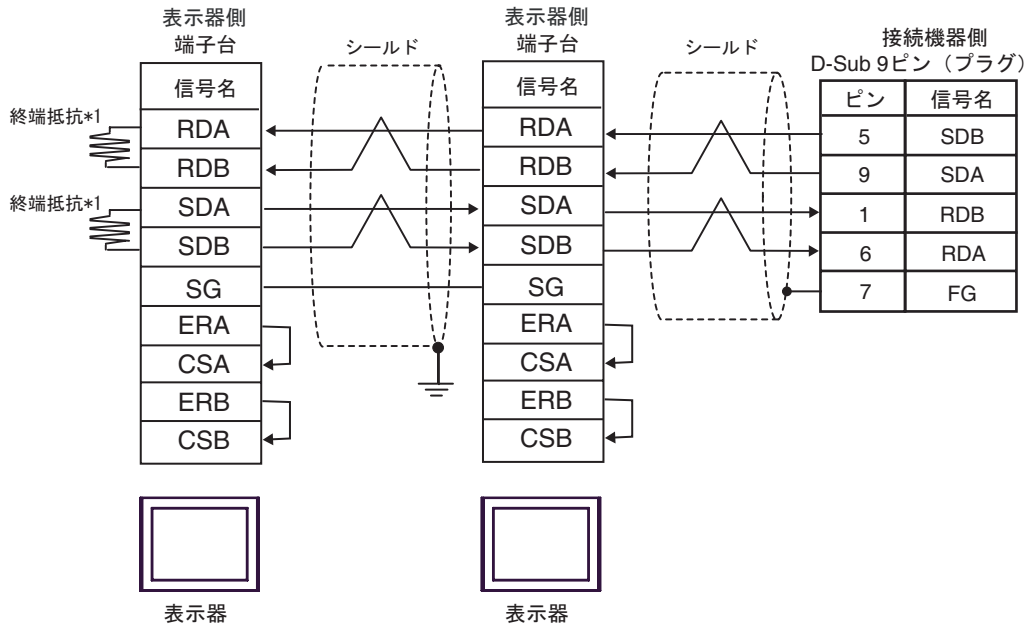 表示器側
端子台
信号名
RDA
RDB
SDA
SDB
SG
ERA
CSA
ERB
CSB
終端抵抗*1
終端抵抗*1
シールド
表示器
表示器側
端子台
信号名
RDA
RDB
SDA
SDB
SG
ERA
CSA
ERB
CSB
シールド
表示器
接続機器側
D-Sub 9ピン（プラグ）
ピン 信号名
5 SDB
9 SDA
1 RDB
6 RDA
7 FG